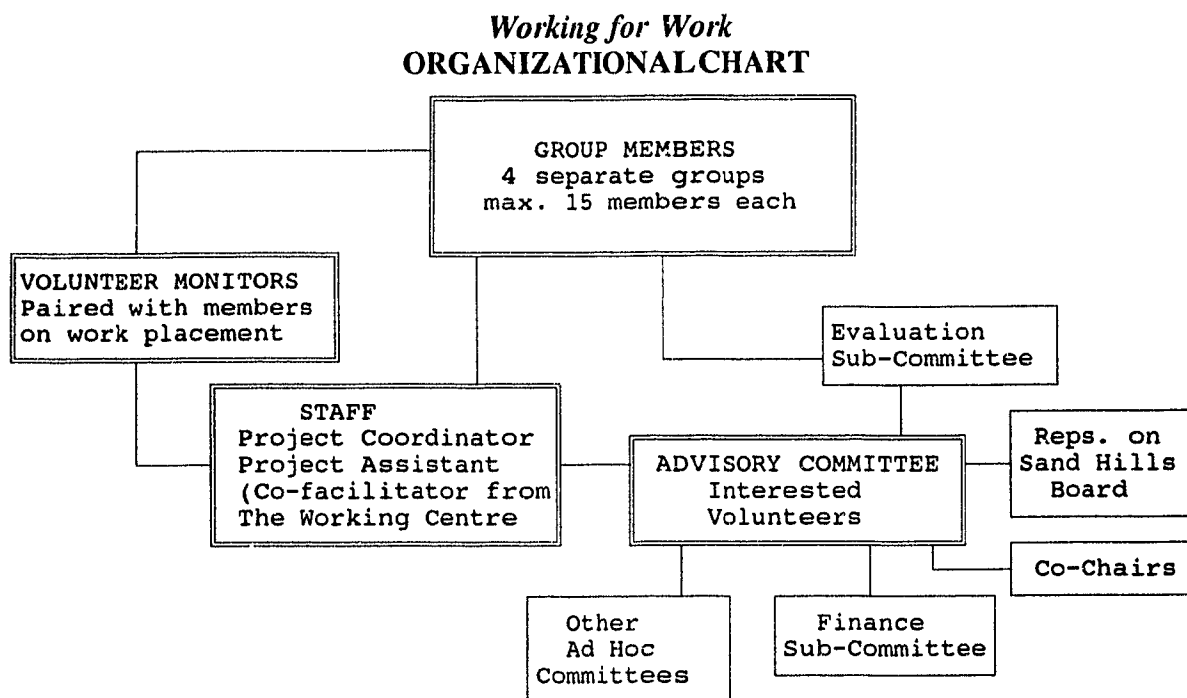 Working for Work
ORGANIZATIONAL CHART
GROUP MEMBERS
4 separate groups
max. 15 members each
VOLUNTEER MONITORS
Paired with members
on work placement
Evaluation
Sub-Committee
STAFF
Project Coordinator
Project Assistant
(Co-facilitator from
The Working Centre
ADVISORY COMMITTEE
Interested
Volunteers
Reps. on
Sand Hills
Board
Co-Chairs
Other
Ad Hoc
Committees
Finance
Sub-Committee